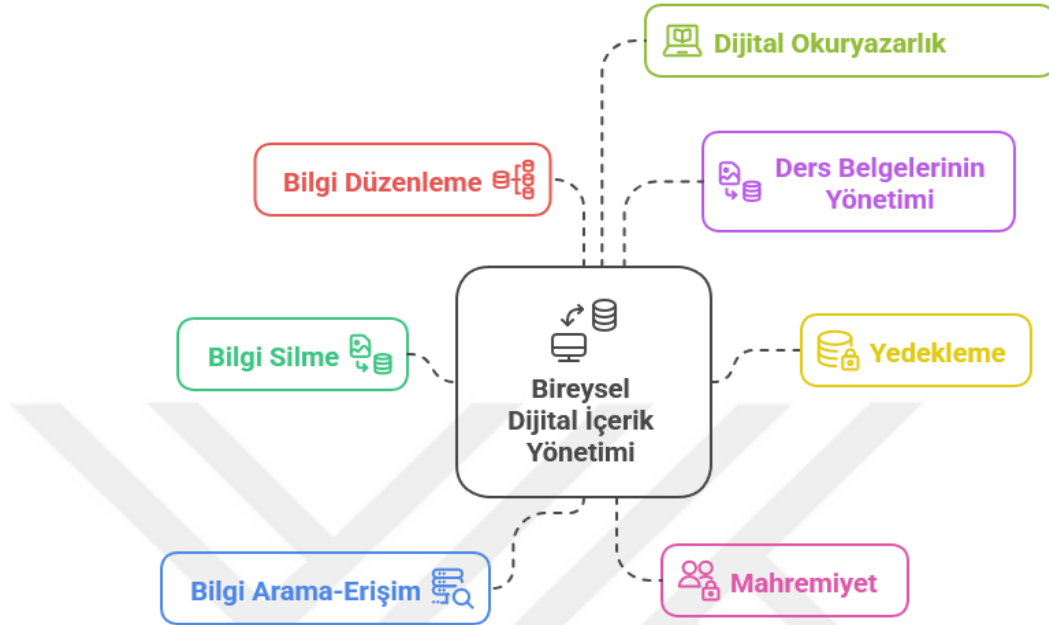 Dijital Okuryazarlık
Bilgi Düzenleme
Ders Belgelerinin
Yönetimi
Bilgi Silme
Yedekleme
Bireysel
Dijital İçerik
Yönetimi
Bilgi Arama-Erişim
Mahremiyet